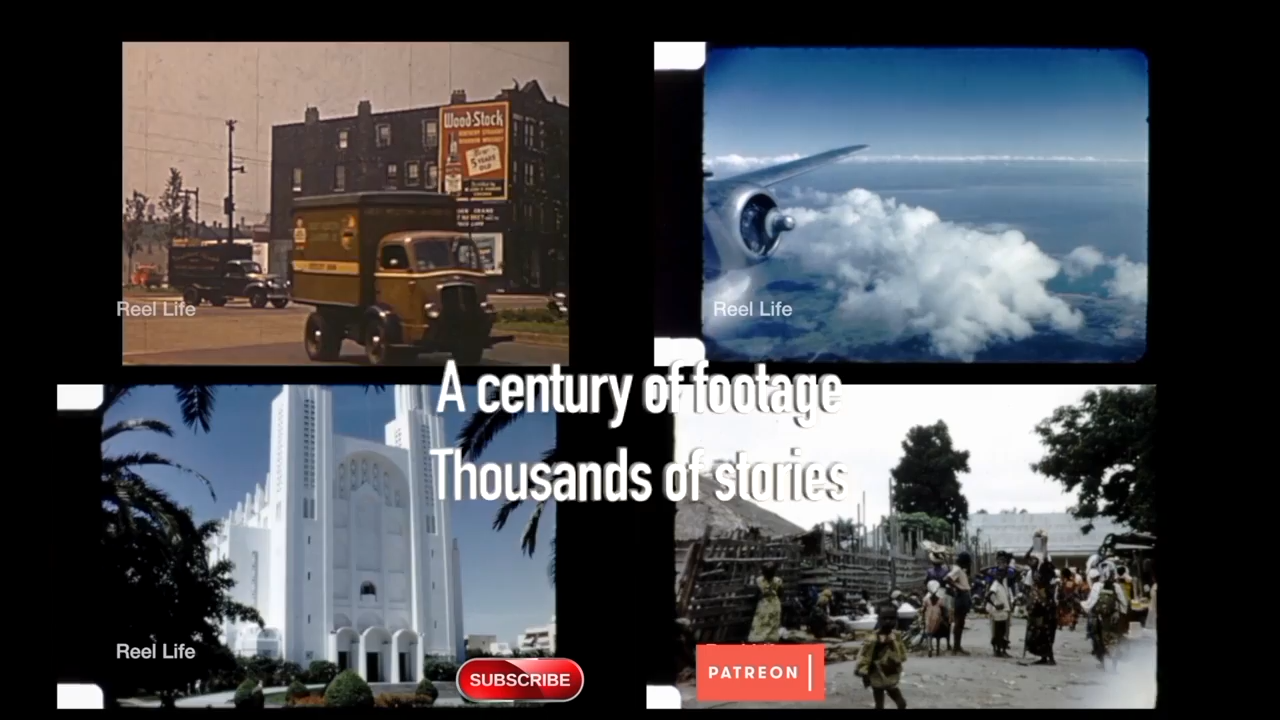 Wood-Stock
5 YEARS
OLD
Reel Life
Reel Life
A century of footage
Thousands of stories
Reel Life
SUBSCRIBE
PATREON